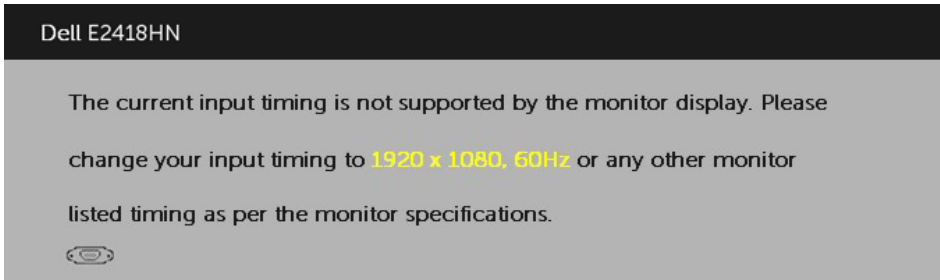 Dell E2418HN
The current input timing is not supported by the monitor display. Please
change your input timing to 1920 x 1080, 60Hz or any other monitor
listed timing as per the monitor specifications.